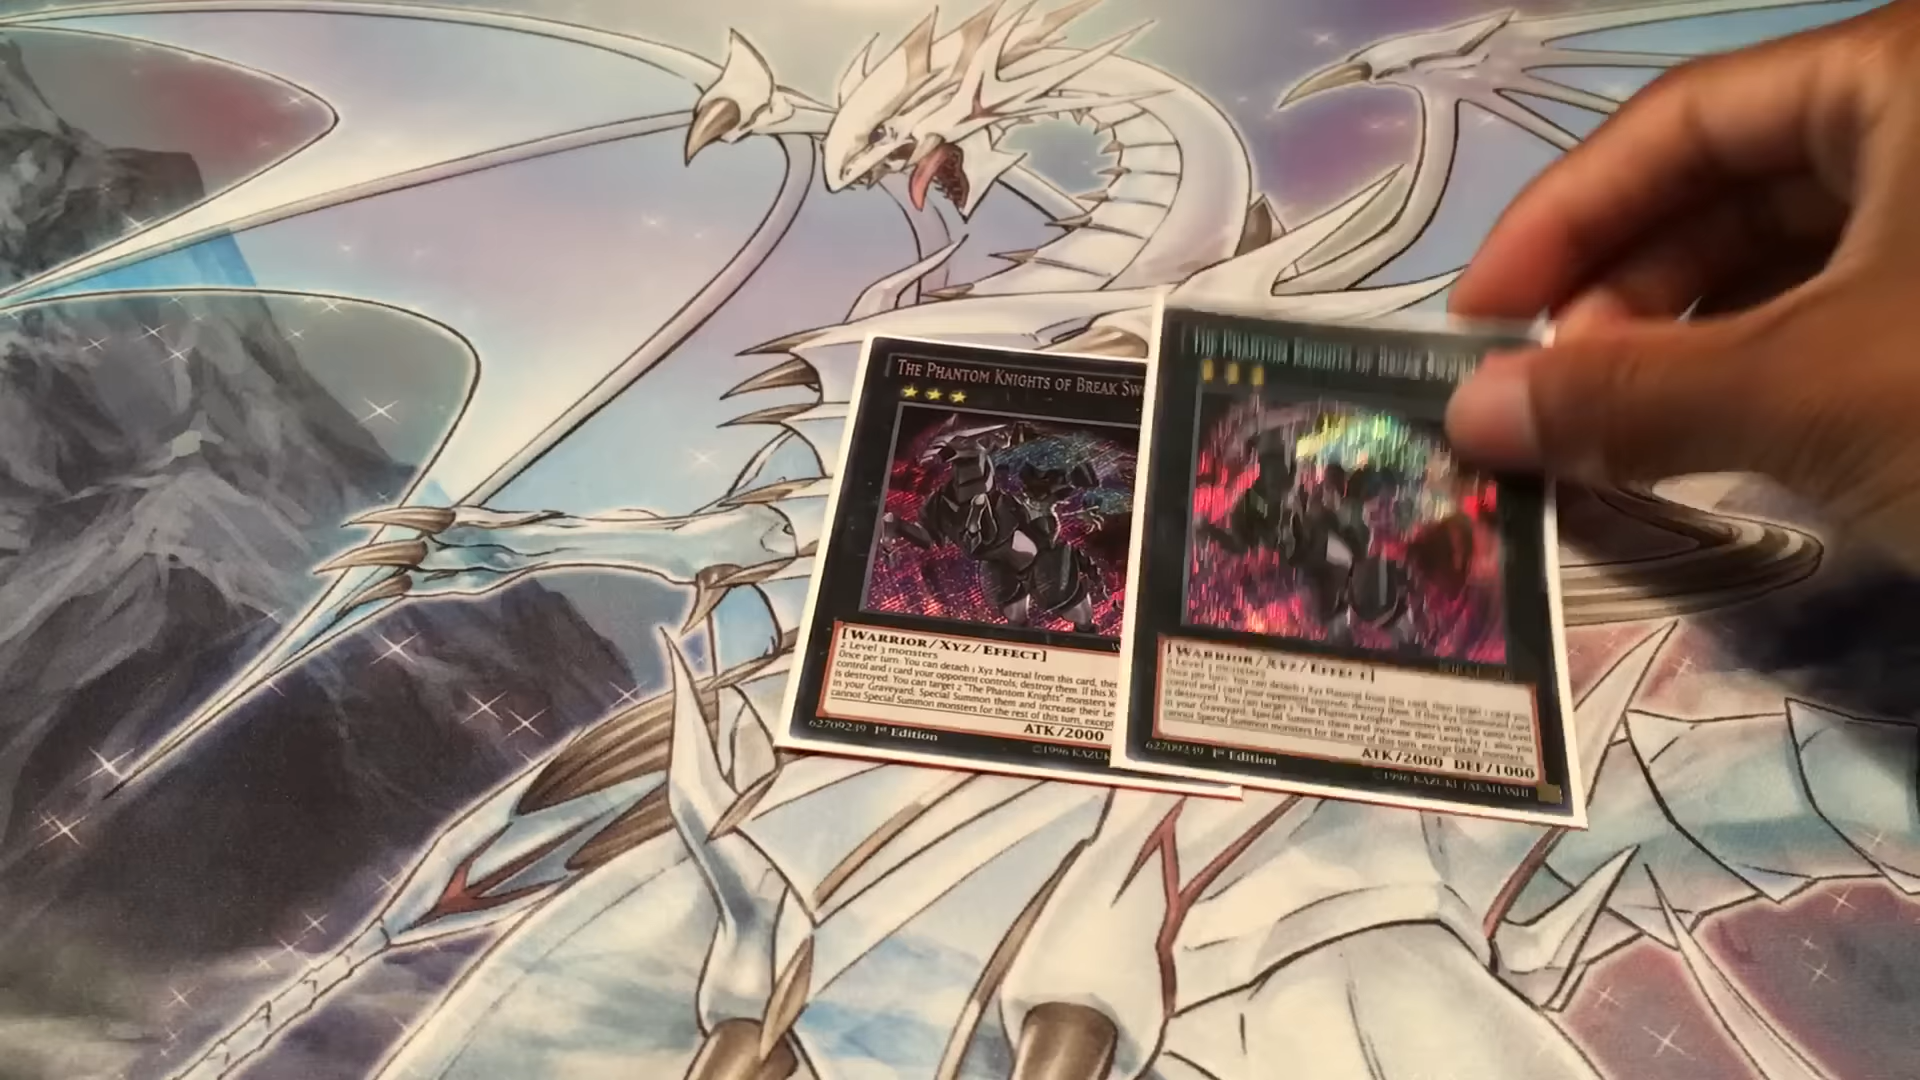 THE PHANTOM KNIGHTS OF BREAK SW
[WARRIOR/XYZ/EFFECT]
2 Level 3 monsters
Once per turn: You can detach 1 Xyz Material from this card, the
control and 1 card your opponent controls; destroy them. If this X
is destroyed: You can target 2 "The Phantom Knights" monsters w
in your Graveyard; Special Summon them and increase their Le
cannot Special Summon monsters for the rest of this turn, except
ATK/2000
62709239 1st Edition
©1996 KAZUK
THE PHANTOM KNIGHTS OF BREAK SWORD
[WARRIOR/XYZ/EFFECT]
2 Level 3 monsters
Once per turn: You can detach 1 Xyz Material from this card, then target 1 card you
control and 1 card your opponent controls; destroy them. If this Xyz Summoned card
is destroyed: You can target 2 "The Phantom Knights" monsters with the same Level
in your Graveyard; Special Summon them and increase their Levels by 1, also you
cannot Special Summon monsters for the rest of this turn, except DARK monsters.
ATK/2000 DEF/1000
62709239 1st Edition
©1996 KAZUKI TAKAHASHI